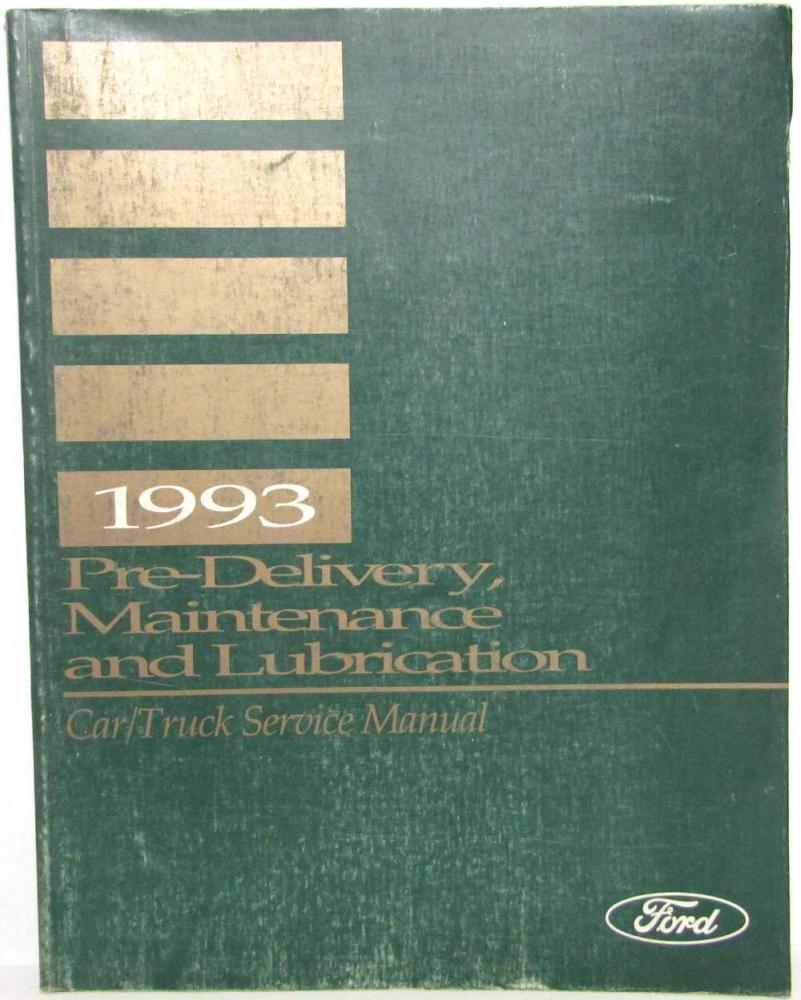 1993
Pre-Delivery,
Maintenance
and Lubrication
Car/Truck Service Manual
Ford